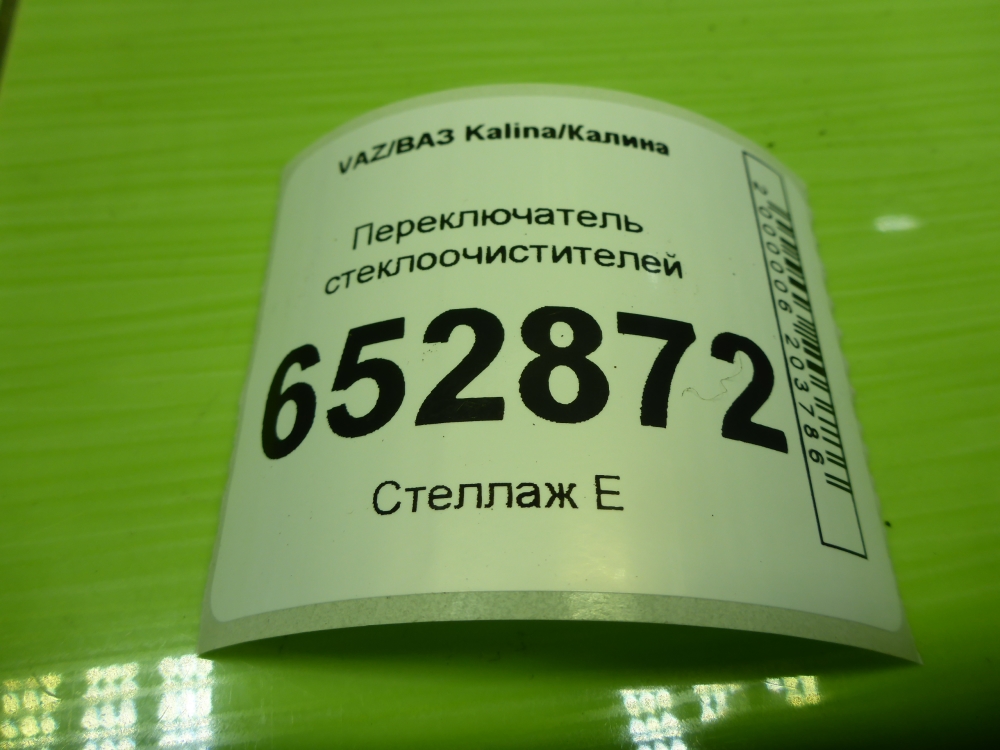 VAZ/ВАЗ Kalina/Калина
Переключатель
стеклоочистителей
652872
Стеллаж Е
2000006203786